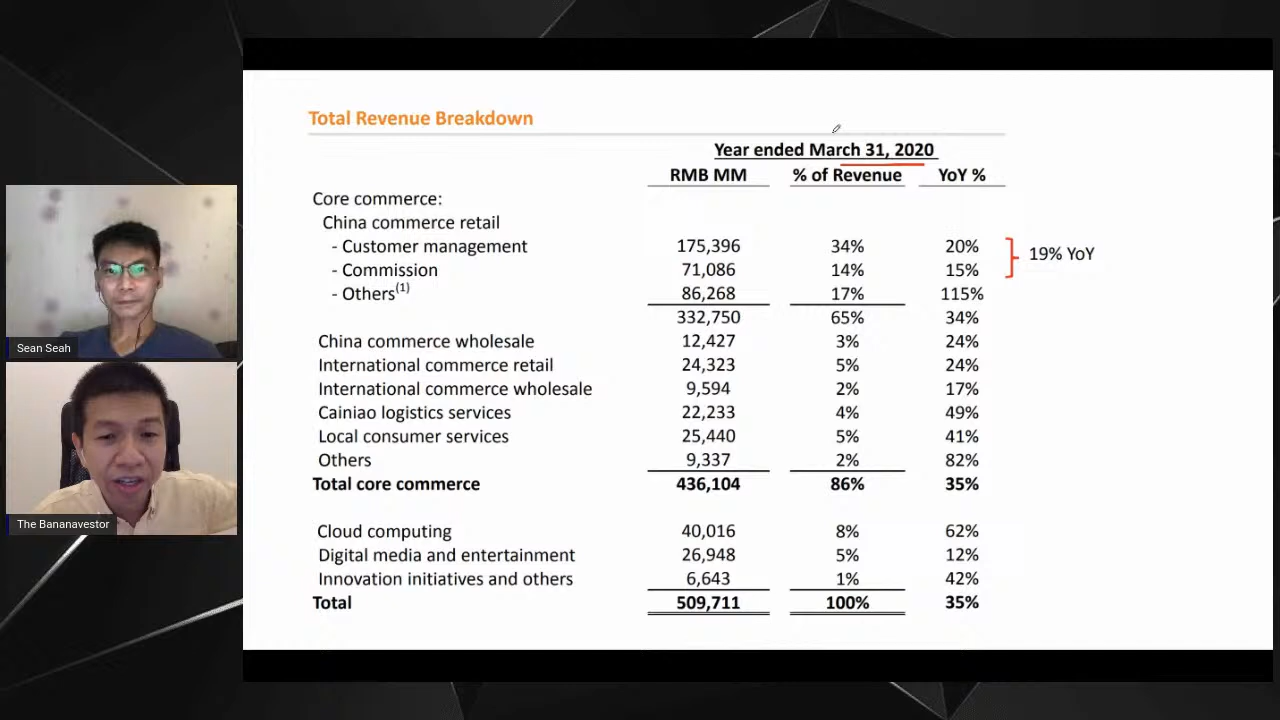 Total Revenue Breakdown
Year ended March 31, 2020
RMB MM % of Revenue YoY %
Core commerce:
China commerce retail
- Customer management 175,396 34% 20%
- Commission 71,086 14% 15%
19% YoY
- Others(1) 86,268 17% 115%
332,750 65% 34%
China commerce wholesale 12,427 3% 24%
International commerce retail 24,323 5% 24%
International commerce wholesale 9,594 2% 17%
Cainiao logistics services 22,233 4% 49%
Local consumer services 25,440 5% 41%
Others 9,337 2% 82%
Total core commerce 436,104 86% 35%
Cloud computing 40,016 8% 62%
Digital media and entertainment 26,948 5% 12%
Innovation initiatives and others 6,643 1% 42%
Total 509,711 100% 35%
Sean Seah
The Bananavestor